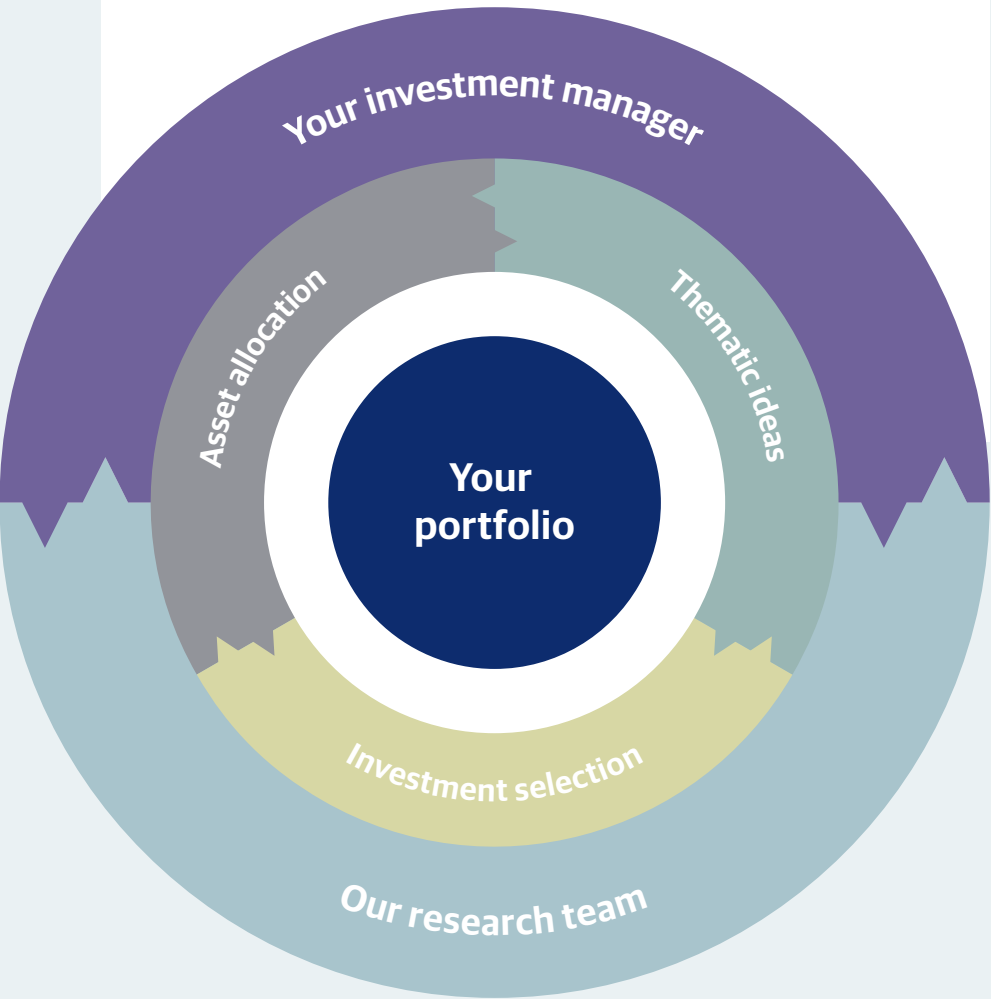 Your investment manager
Asset allocation
Thematic ideas
Your
portfolio
Investment selection
Our research team